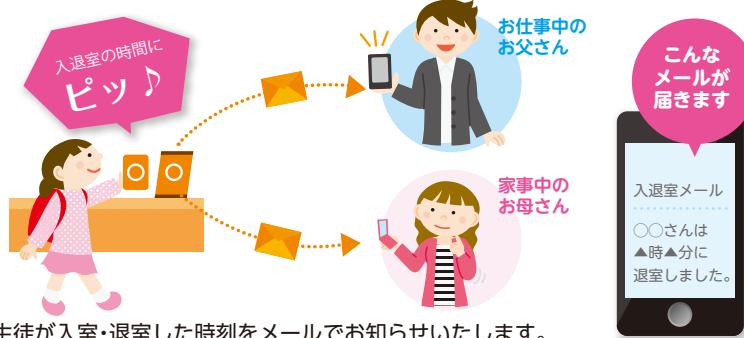 入退室の時間に
ピッ♪
お仕事中の
お父さん
家事中の
お母さん
こんな
メールが
届きます
入退室メール
○○さんは
▲時▲分に
退室しました。
生徒が入室・退室した時刻をメールでお知らせいたします。